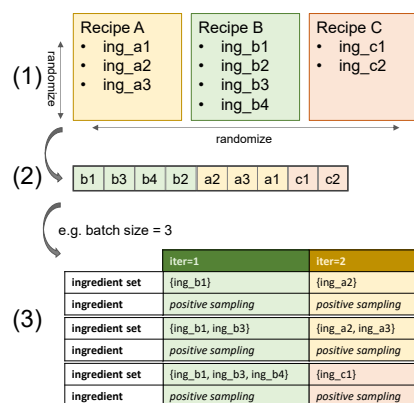 Recipe A
• ing_a1
• ing_a2
• ing_a3
Recipe B
• ing_b1
• ing_b2
• ing_b3
• ing_b4
Recipe C
• ing_c1
• ing_c2
(1)
randomize
randomize
(2)
b1 b3 b4 b2 a2 a3 a1 c1 c2
e.g. batch size = 3
(3)
iter=1 iter=2
ingredient set {ing_b1} {ing_a2}
ingredient positive sampling positive sampling
ingredient set {ing_b1, ing_b3} {ing_a2, ing_a3}
ingredient positive sampling positive sampling
ingredient set {ing_b1, ing_b3, ing_b4} {ing_c1}
ingredient positive sampling positive sampling